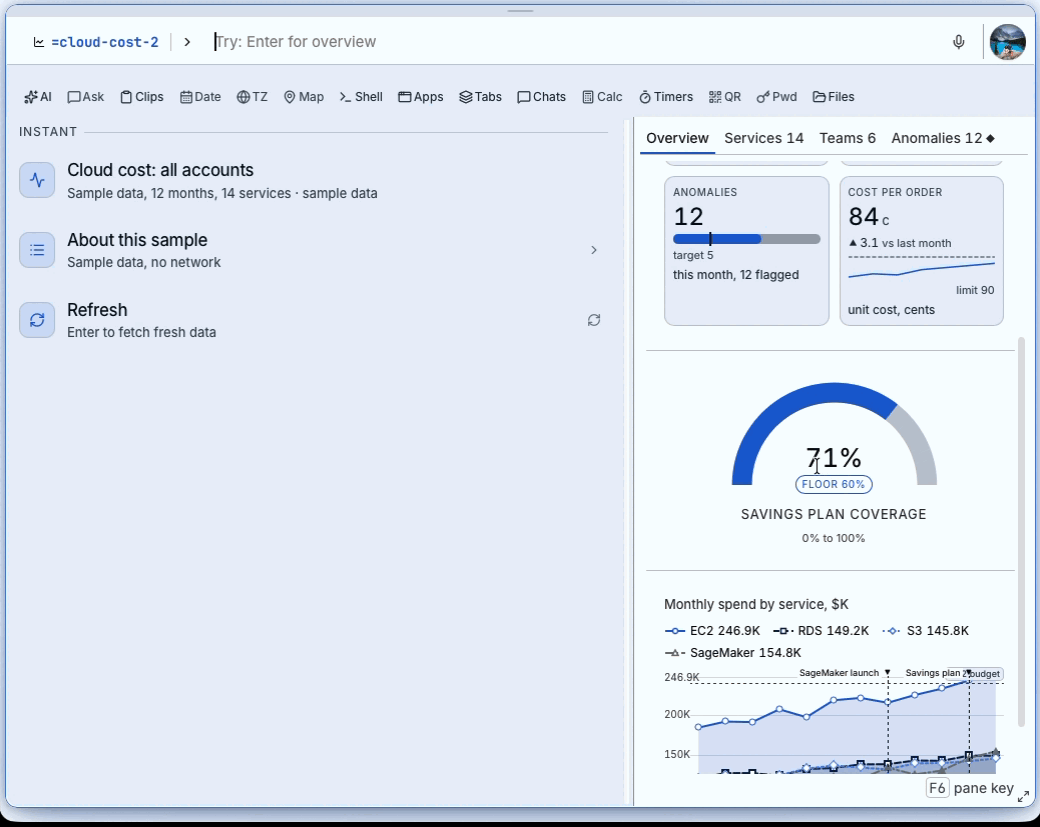 =cloud-cost-2 Try: Enter for overview
AI Ask Clips Date TZ Map Shell Apps Tabs Chats Calc Timers QR Pwd Files
INSTANT
Cloud cost: all accounts
Sample data, 12 months, 14 services · sample data
About this sample
Sample data, no network
Refresh
Enter to fetch fresh data
Overview Services 14 Teams 6 Anomalies 12
ANOMALIES
12
target 5
this month, 12 flagged
COST PER ORDER
84 c
▲ 3.1 vs last month
limit 90
unit cost, cents
71%
FLOOR 60%
SAVINGS PLAN COVERAGE
0% to 100%
Monthly spend by service, $K
EC2 246.9K RDS 149.2K S3 145.8K
SageMaker 154.8K
SageMaker launch Savings plan budget
246.9K
200K
150K
F6 pane key